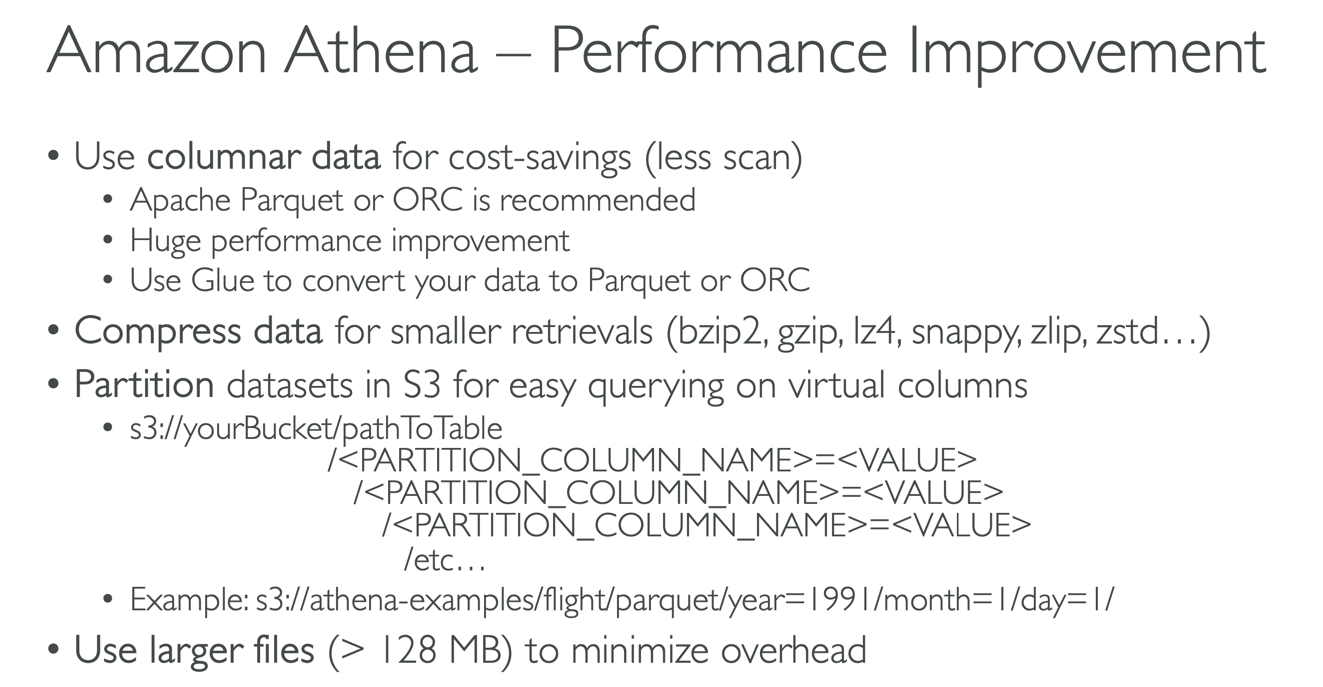 Amazon Athena – Performance Improvement
• Use columnar data for cost-savings (less scan)
• Apache Parquet or ORC is recommended
• Huge performance improvement
• Use Glue to convert your data to Parquet or ORC
• Compress data for smaller retrievals (bzip2, gzip, lz4, snappy, zlip, zstd…)
• Partition datasets in S3 for easy querying on virtual columns
• s3://yourBucket/pathToTable
/<PARTITION_COLUMN_NAME>=<VALUE>
/<PARTITION_COLUMN_NAME>=<VALUE>
/<PARTITION_COLUMN_NAME>=<VALUE>
/etc…
• Example: s3://athena-examples/flight/parquet/year=1991/month=1/day=1/
• Use larger files (> 128 MB) to minimize overhead